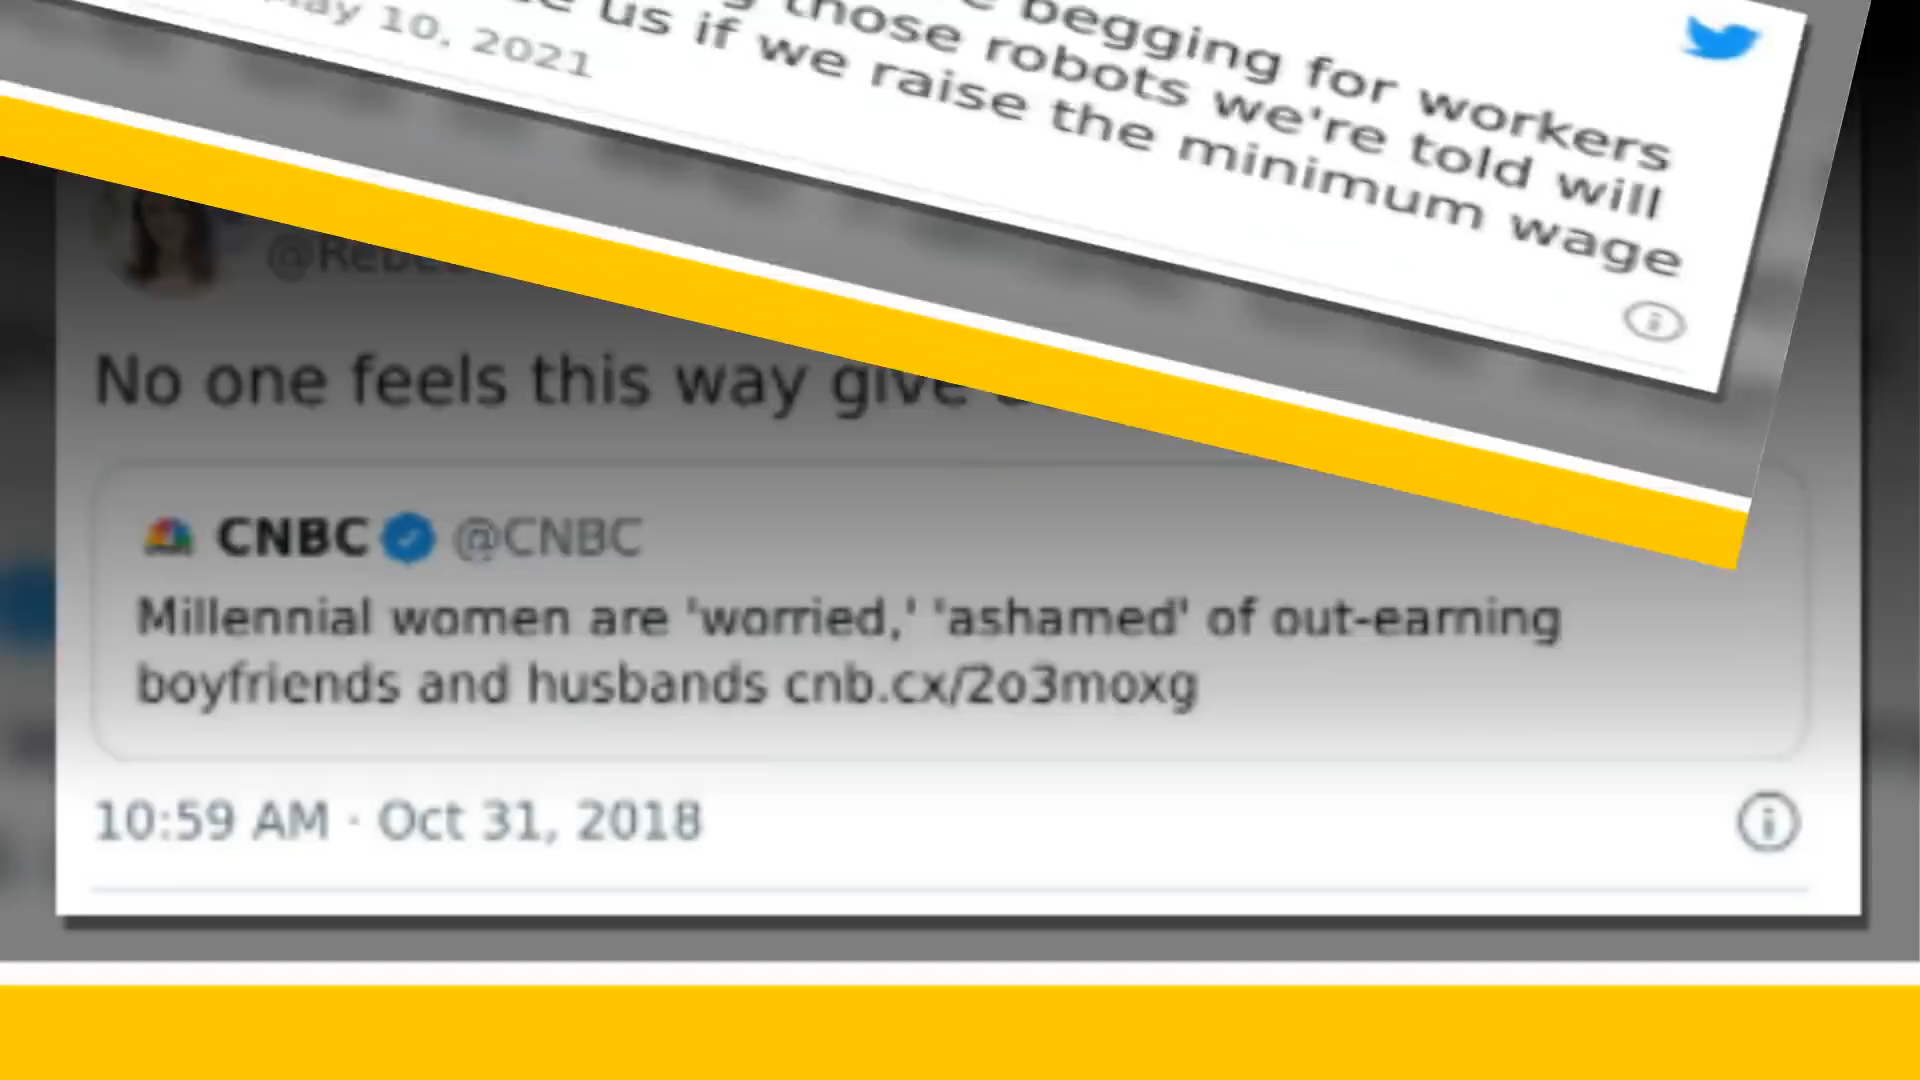 begging for workers
those robots we're told will
us if we raise the minimum wage
10, 2021
No one feels this way give
CNBC @CNBC
Millennial women are 'worried,' 'ashamed' of out-earning
boyfriends and husbands cnb.cx/2o3moxg
10:59 AM · Oct 31, 2018